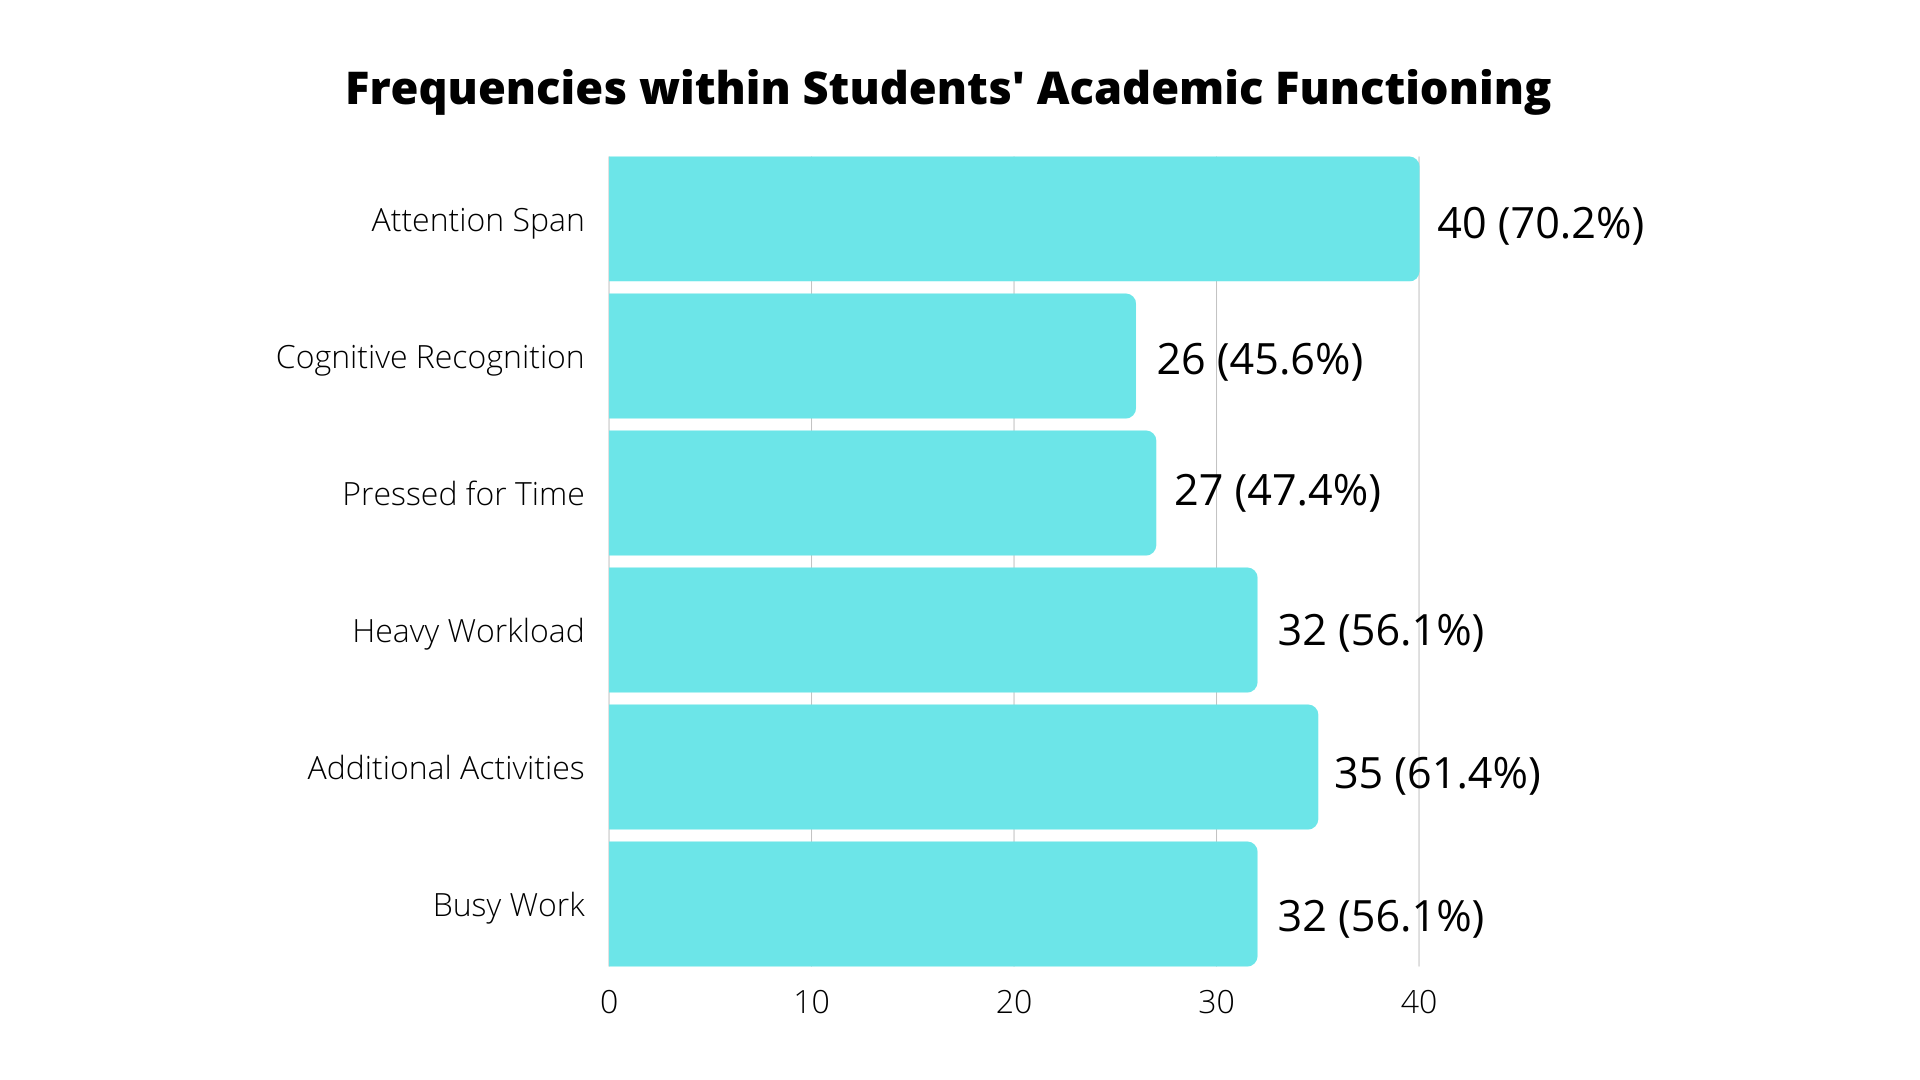 Frequencies within Students' Academic Functioning
Attention Span 40 (70.2%)
Cognitive Recognition 26 (45.6%)
Pressed for Time 27 (47.4%)
Heavy Workload 32 (56.1%)
Additional Activities 35 (61.4%)
Busy Work 32 (56.1%)
0 10 20 30 40